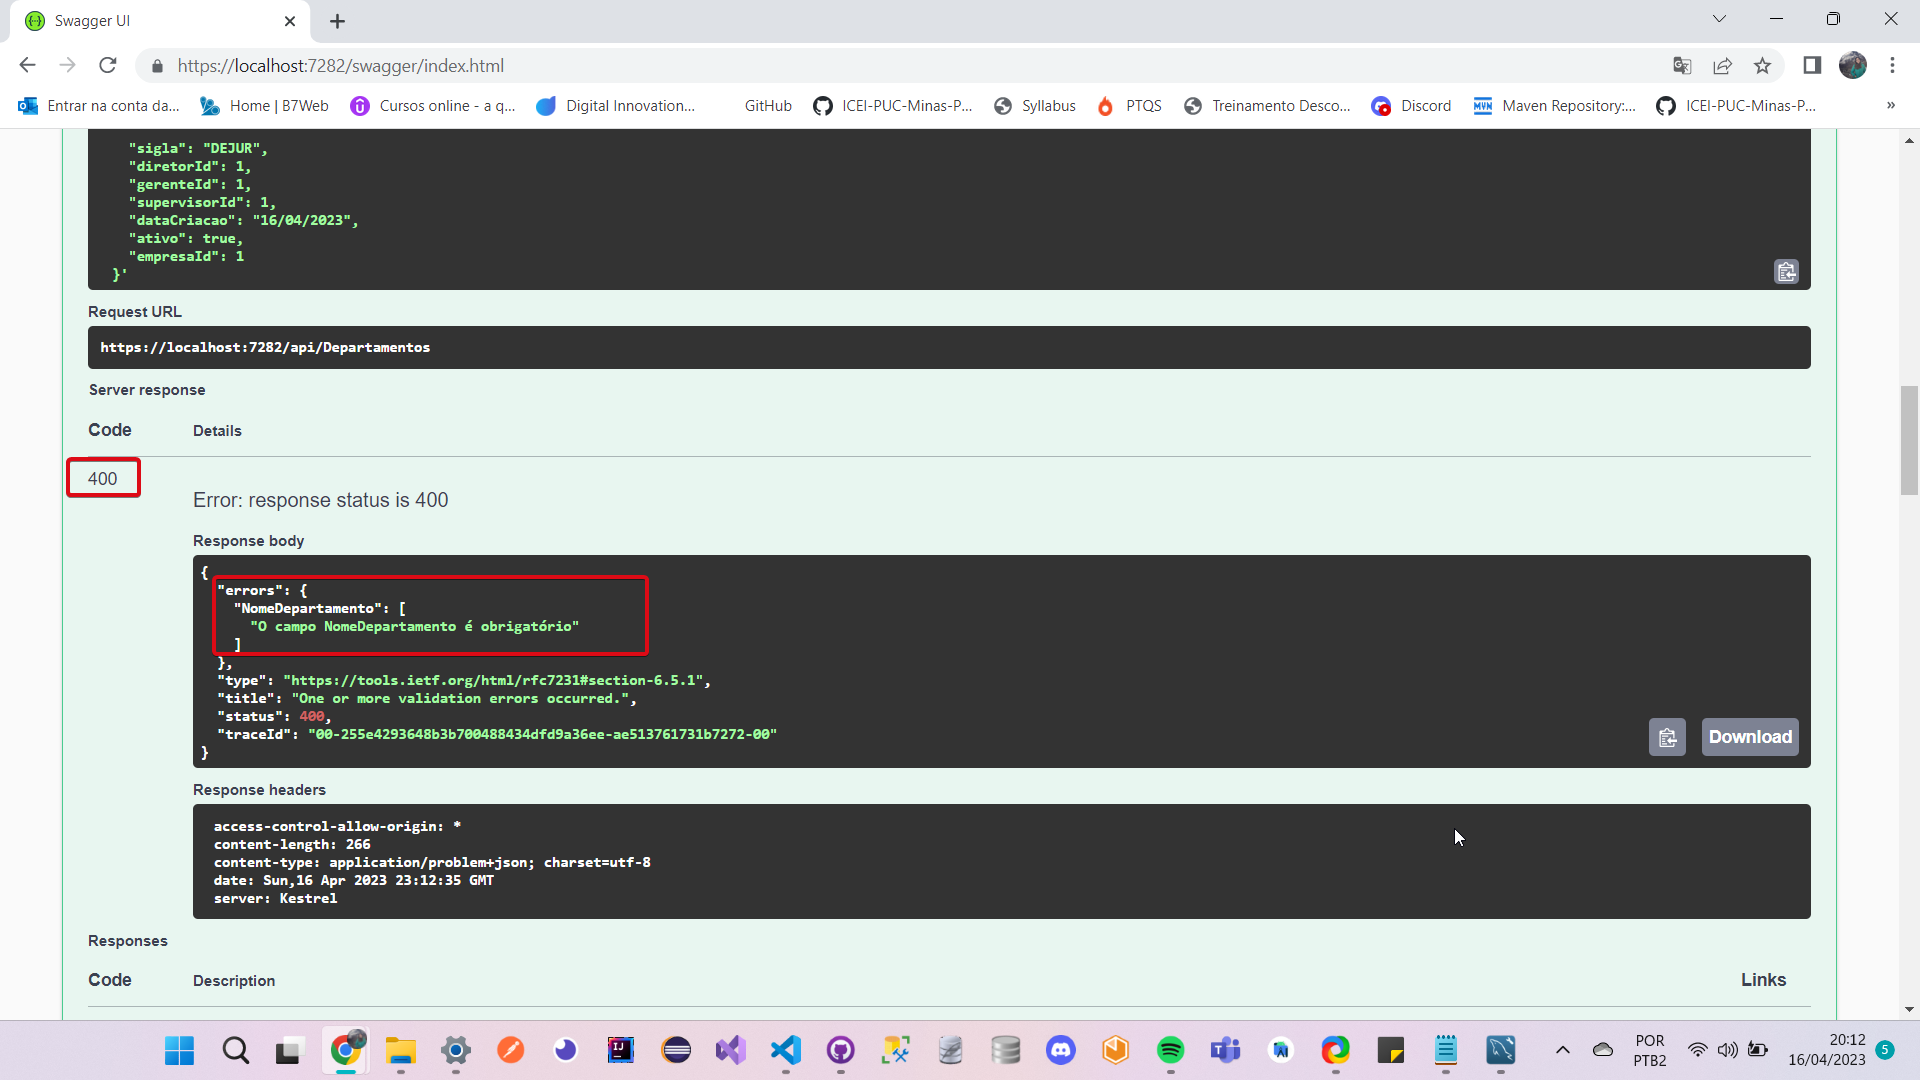 Swagger UI
https://localhost:7282/swagger/index.html
Entrar na conta da...
Home | B7Web
Cursos online - a q...
Digital Innovation...
GitHub
ICEI-PUC-Minas-P...
Syllabus
PTQS
Treinamento Desco...
Discord
Maven Repository:...
ICEI-PUC-Minas-P...
»
"sigla": "DEJUR",
"diretorId": 1,
"gerenteId": 1,
"supervisorId": 1,
"dataCriacao": "16/04/2023",
"ativo": true,
"empresaId": 1
}'
Request URL
https://localhost:7282/api/Departamentos
Server response
Code Details
400
Error: response status is 400
Response body
{
"errors": {
"NomeDepartamento": [
"O campo NomeDepartamento é obrigatório"
]
},
"type": "https://tools.ietf.org/html/rfc7231#section-6.5.1",
"title": "One or more validation errors occurred.",
"status": 400,
"traceId": "00-255e4293648b3b700488434dfd9a36ee-ae513761731b7272-00"
}
Download
Response headers
access-control-allow-origin: *
content-length: 266
content-type: application/problem+json; charset=utf-8
date: Sun,16 Apr 2023 23:12:35 GMT
server: Kestrel
Responses
Code Description Links
POR
PTB2
20:12
16/04/2023
5